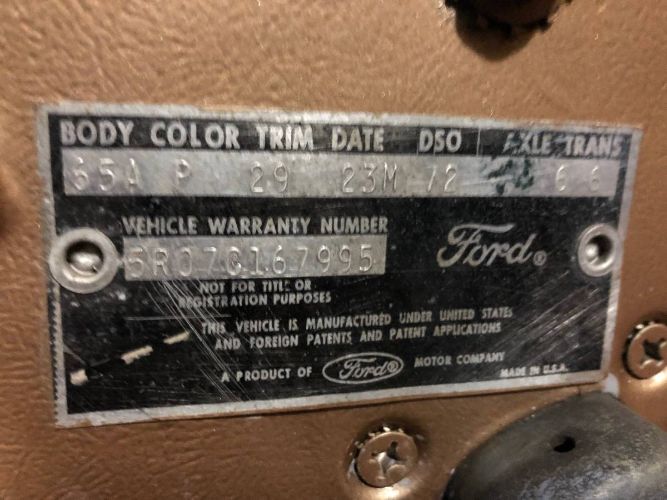 BODY COLOR TRIM DATE DSO AXLE TRANS
65A P 29 23M 72 6 6
VEHICLE WARRANTY NUMBER
5R07C167995
Ford®
NOT FOR TITLE OR
REGISTRATION PURPOSES
THIS VEHICLE IS MANUFACTURED UNDER UNITED STATES
AND FOREIGN PATENTS AND PATENT APPLICATIONS
A PRODUCT OF Ford® MOTOR COMPANY
MADE IN U.S.A.